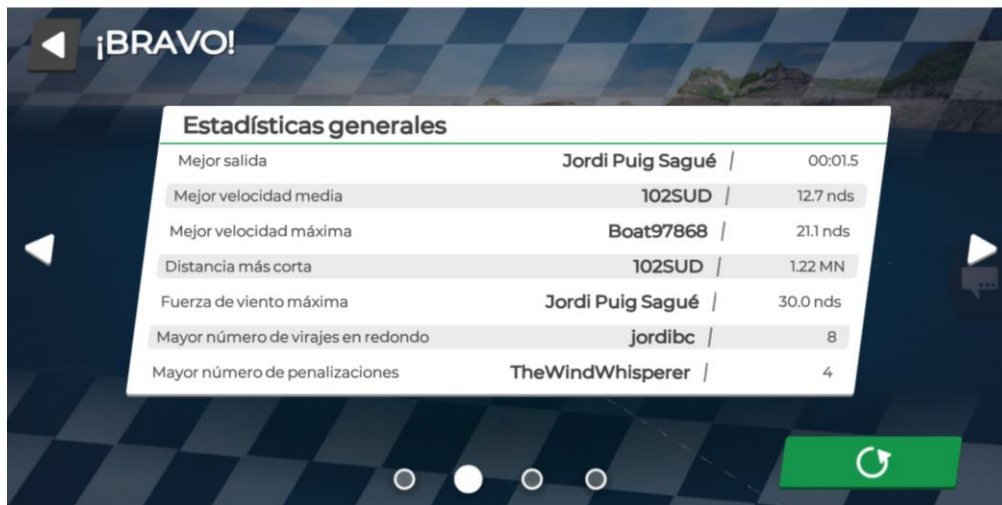 ¡BRAVO!
Estadísticas generales
Mejor salida Jordi Puig Sagué | 00:01.5
Mejor velocidad media 102SUD | 12.7 nds
Mejor velocidad máxima Boat97868 | 21.1 nds
Distancia más corta 102SUD | 1.22 MN
Fuerza de viento máxima Jordi Puig Sagué | 30.0 nds
Mayor número de virajes en redondo jordibc | 8
Mayor número de penalizaciones TheWindWhisperer | 4